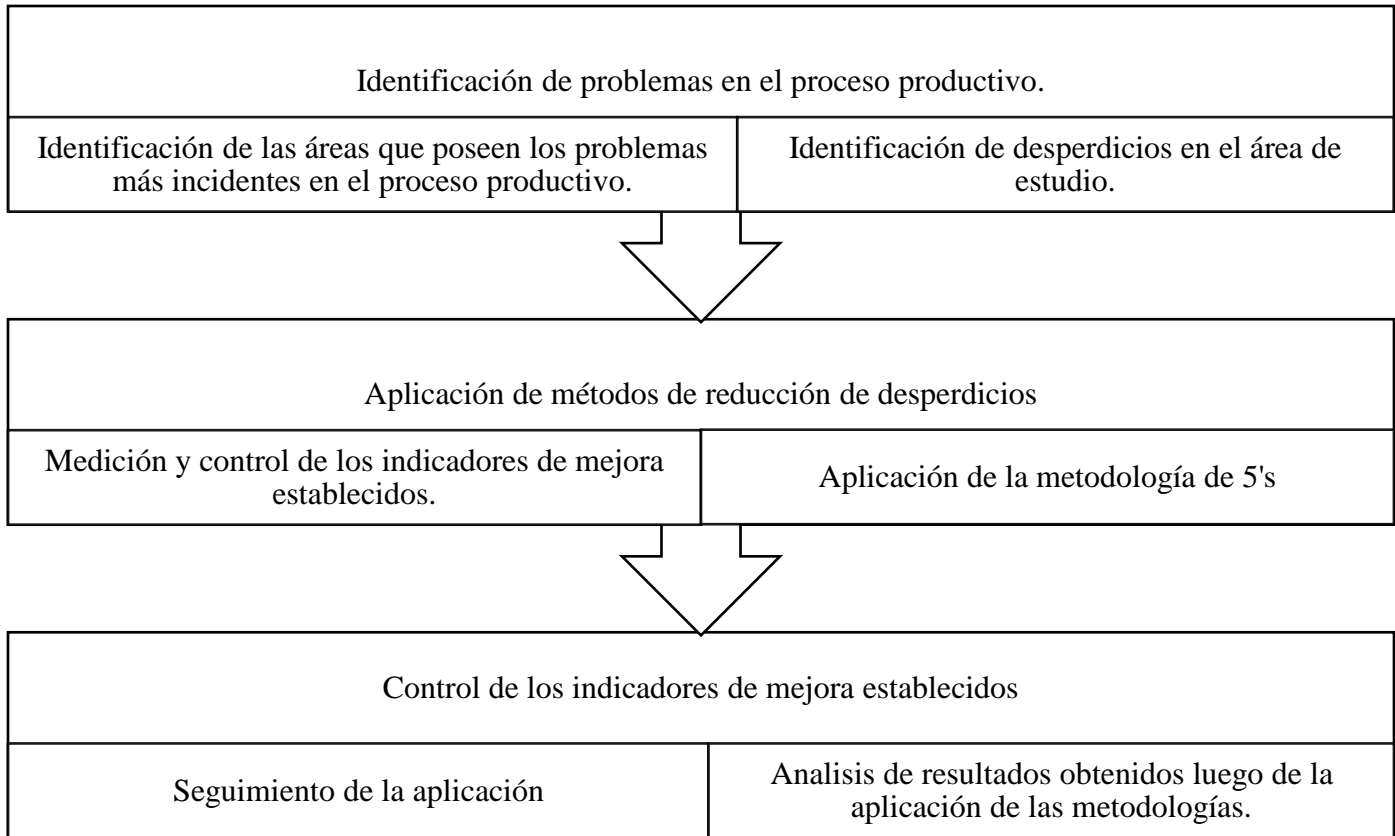 Identificación de problemas en el proceso productivo.
Identificación de las áreas que poseen los problemas
más incidentes en el proceso productivo.
Identificación de desperdicios en el área de
estudio.
Aplicación de métodos de reducción de desperdicios
Medición y control de los indicadores de mejora
establecidos.
Aplicación de la metodología de 5's
Control de los indicadores de mejora establecidos
Seguimiento de la aplicación
Analisis de resultados obtenidos luego de la
aplicación de las metodologías.